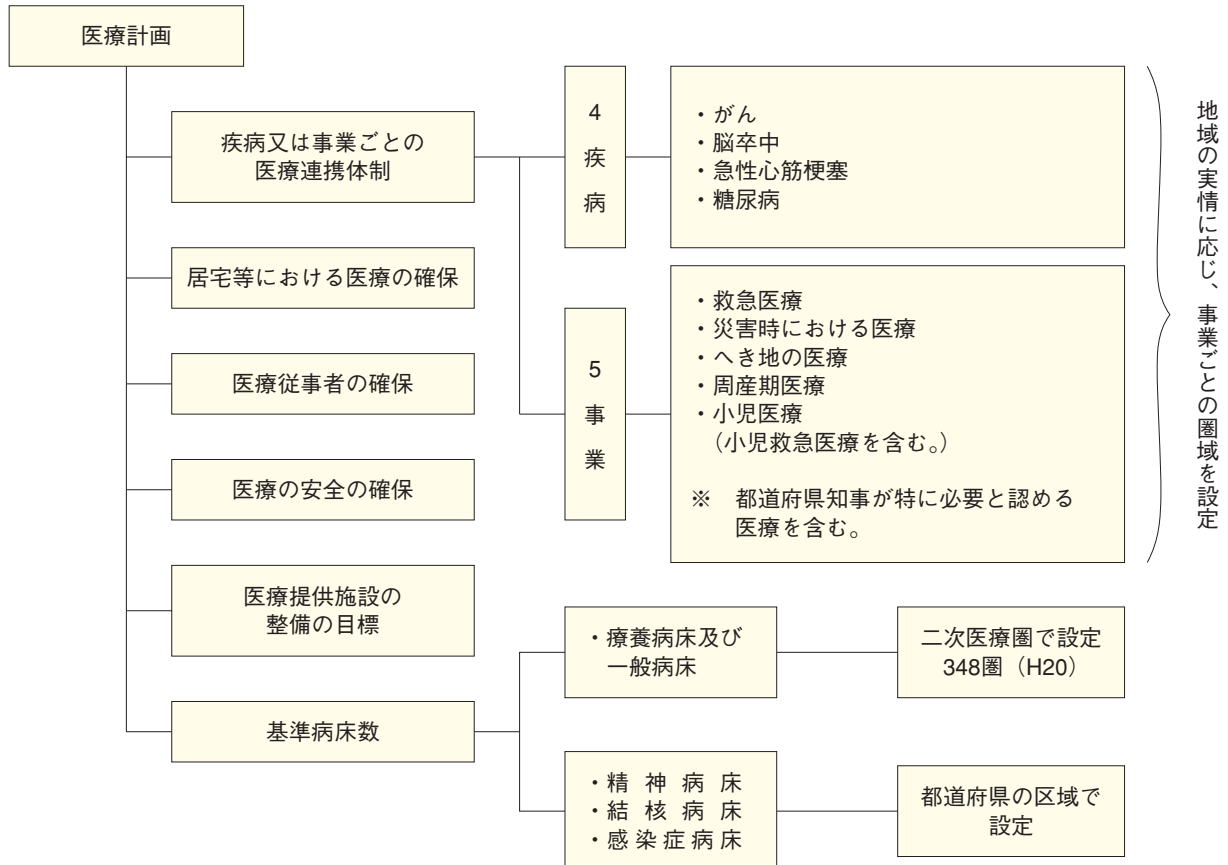 医療計画
疾病又は事業ごとの
医療連携体制
居宅等における医療の確保
医療従事者の確保
医療の安全の確保
医療提供施設の
整備の目標
基準病床数
4疾病
・がん
・脳卒中
・急性心筋梗塞
・糖尿病
5事業
・救急医療
・災害時における医療
・へき地の医療
・周産期医療
・小児医療
（小児救急医療を含む。）
※ 都道府県知事が特に必要と認める
医療を含む。
地域の実情に応じ、事業ごとの圏域を設定
・療養病床及び
一般病床
二次医療圏で設定
348圏（H20）
・精神病床
・結核病床
・感染症病床
都道府県の区域で
設定